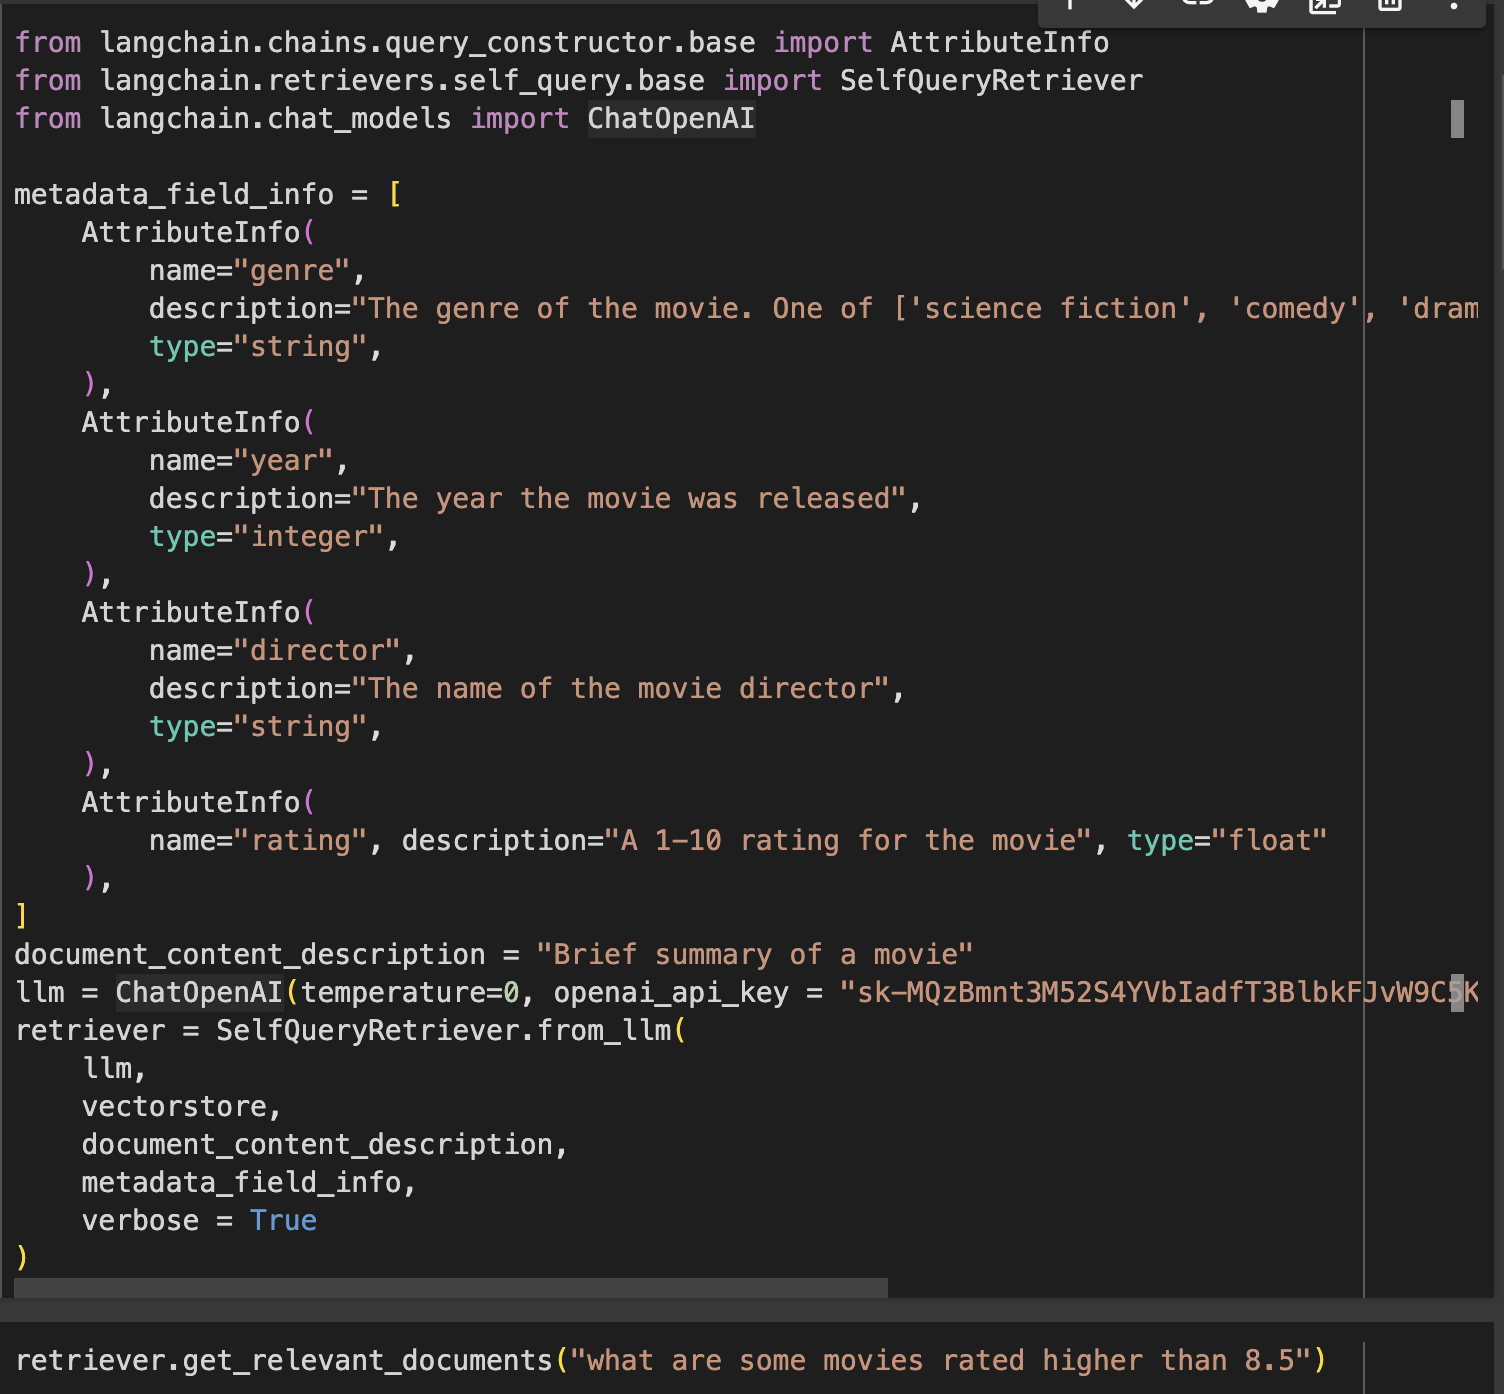 from langchain.chains.query_constructor.base import AttributeInfo
from langchain.retrievers.self_query.base import SelfQueryRetriever
from langchain.chat_models import ChatOpenAI
metadata_field_info = [
    AttributeInfo(
        name="genre",
        description="The genre of the movie. One of ['science fiction', 'comedy', 'dram
        type="string",
    ),
    AttributeInfo(
        name="year",
        description="The year the movie was released",
        type="integer",
    ),
    AttributeInfo(
        name="director",
        description="The name of the movie director",
        type="string",
    ),
    AttributeInfo(
        name="rating", description="A 1-10 rating for the movie", type="float"
    ),
]
document_content_description = "Brief summary of a movie"
llm = ChatOpenAI(temperature=0, openai_api_key = "sk-MQzBmnt3M52S4YVbIadfT3BlbkFJvW9C5K
retriever = SelfQueryRetriever.from_llm(
    llm,
    vectorstore,
    document_content_description,
    metadata_field_info,
    verbose = True
)
retriever.get_relevant_documents("what are some movies rated higher than 8.5")